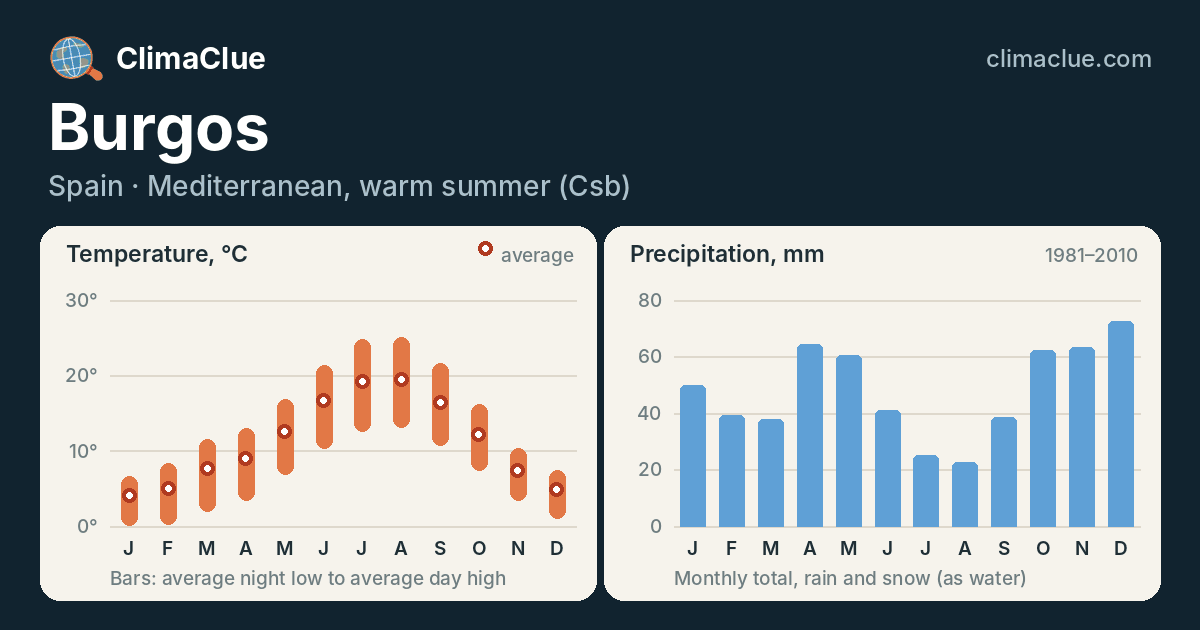 ClimaClue
climaclue.com
Burgos
Spain · Mediterranean, warm summer (Csb)
Temperature, °C
average
30°
20°
10°
0°
J F M A M J J A S O N D
Bars: average night low to average day high
Precipitation, mm
1981–2010
80
60
40
20
0
J F M A M J J A S O N D
Monthly total, rain and snow (as water)